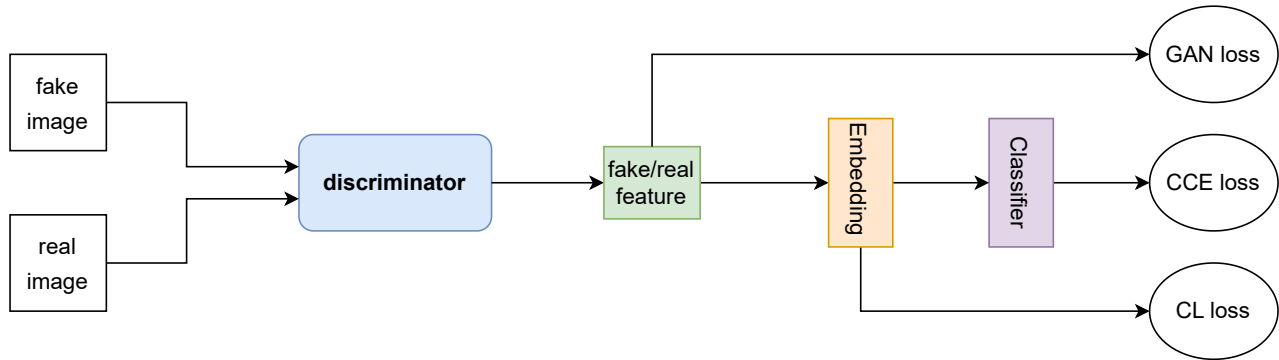 fake
image
real
image
discriminator
fake/real
feature
Embedding
Classifier
GAN loss
CCE loss
CL loss